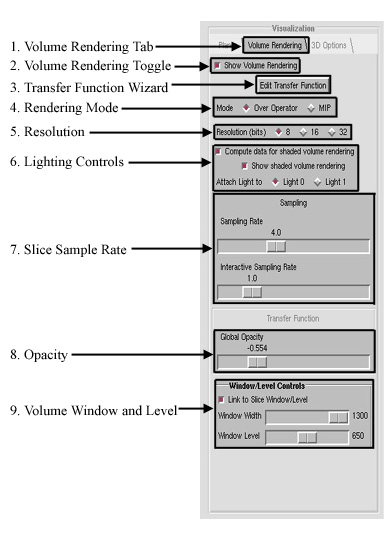 Visualization
1. Volume Rendering Tab
Volume Rendering
3D Options
2. Volume Rendering Toggle
Show Volume Rendering
3. Transfer Function Wizard
Edit Transfer Function
4. Rendering Mode
Mode Over Operator MIP
5. Resolution
Resolution (bits) 8 16 32
6. Lighting Controls
Compute data for shaded volume rendering
Show shaded volume rendering
Attach Light to Light 0 Light 1
7. Slice Sample Rate
Sampling
Sampling Rate
4.0
Interactive Sampling Rate
1.0
Transfer Function
8. Opacity
Global Opacity
-0.554
9. Volume Window and Level
Window/Level Controls
Link to Slice Window/Level
Window Width 1300
Window Level 650